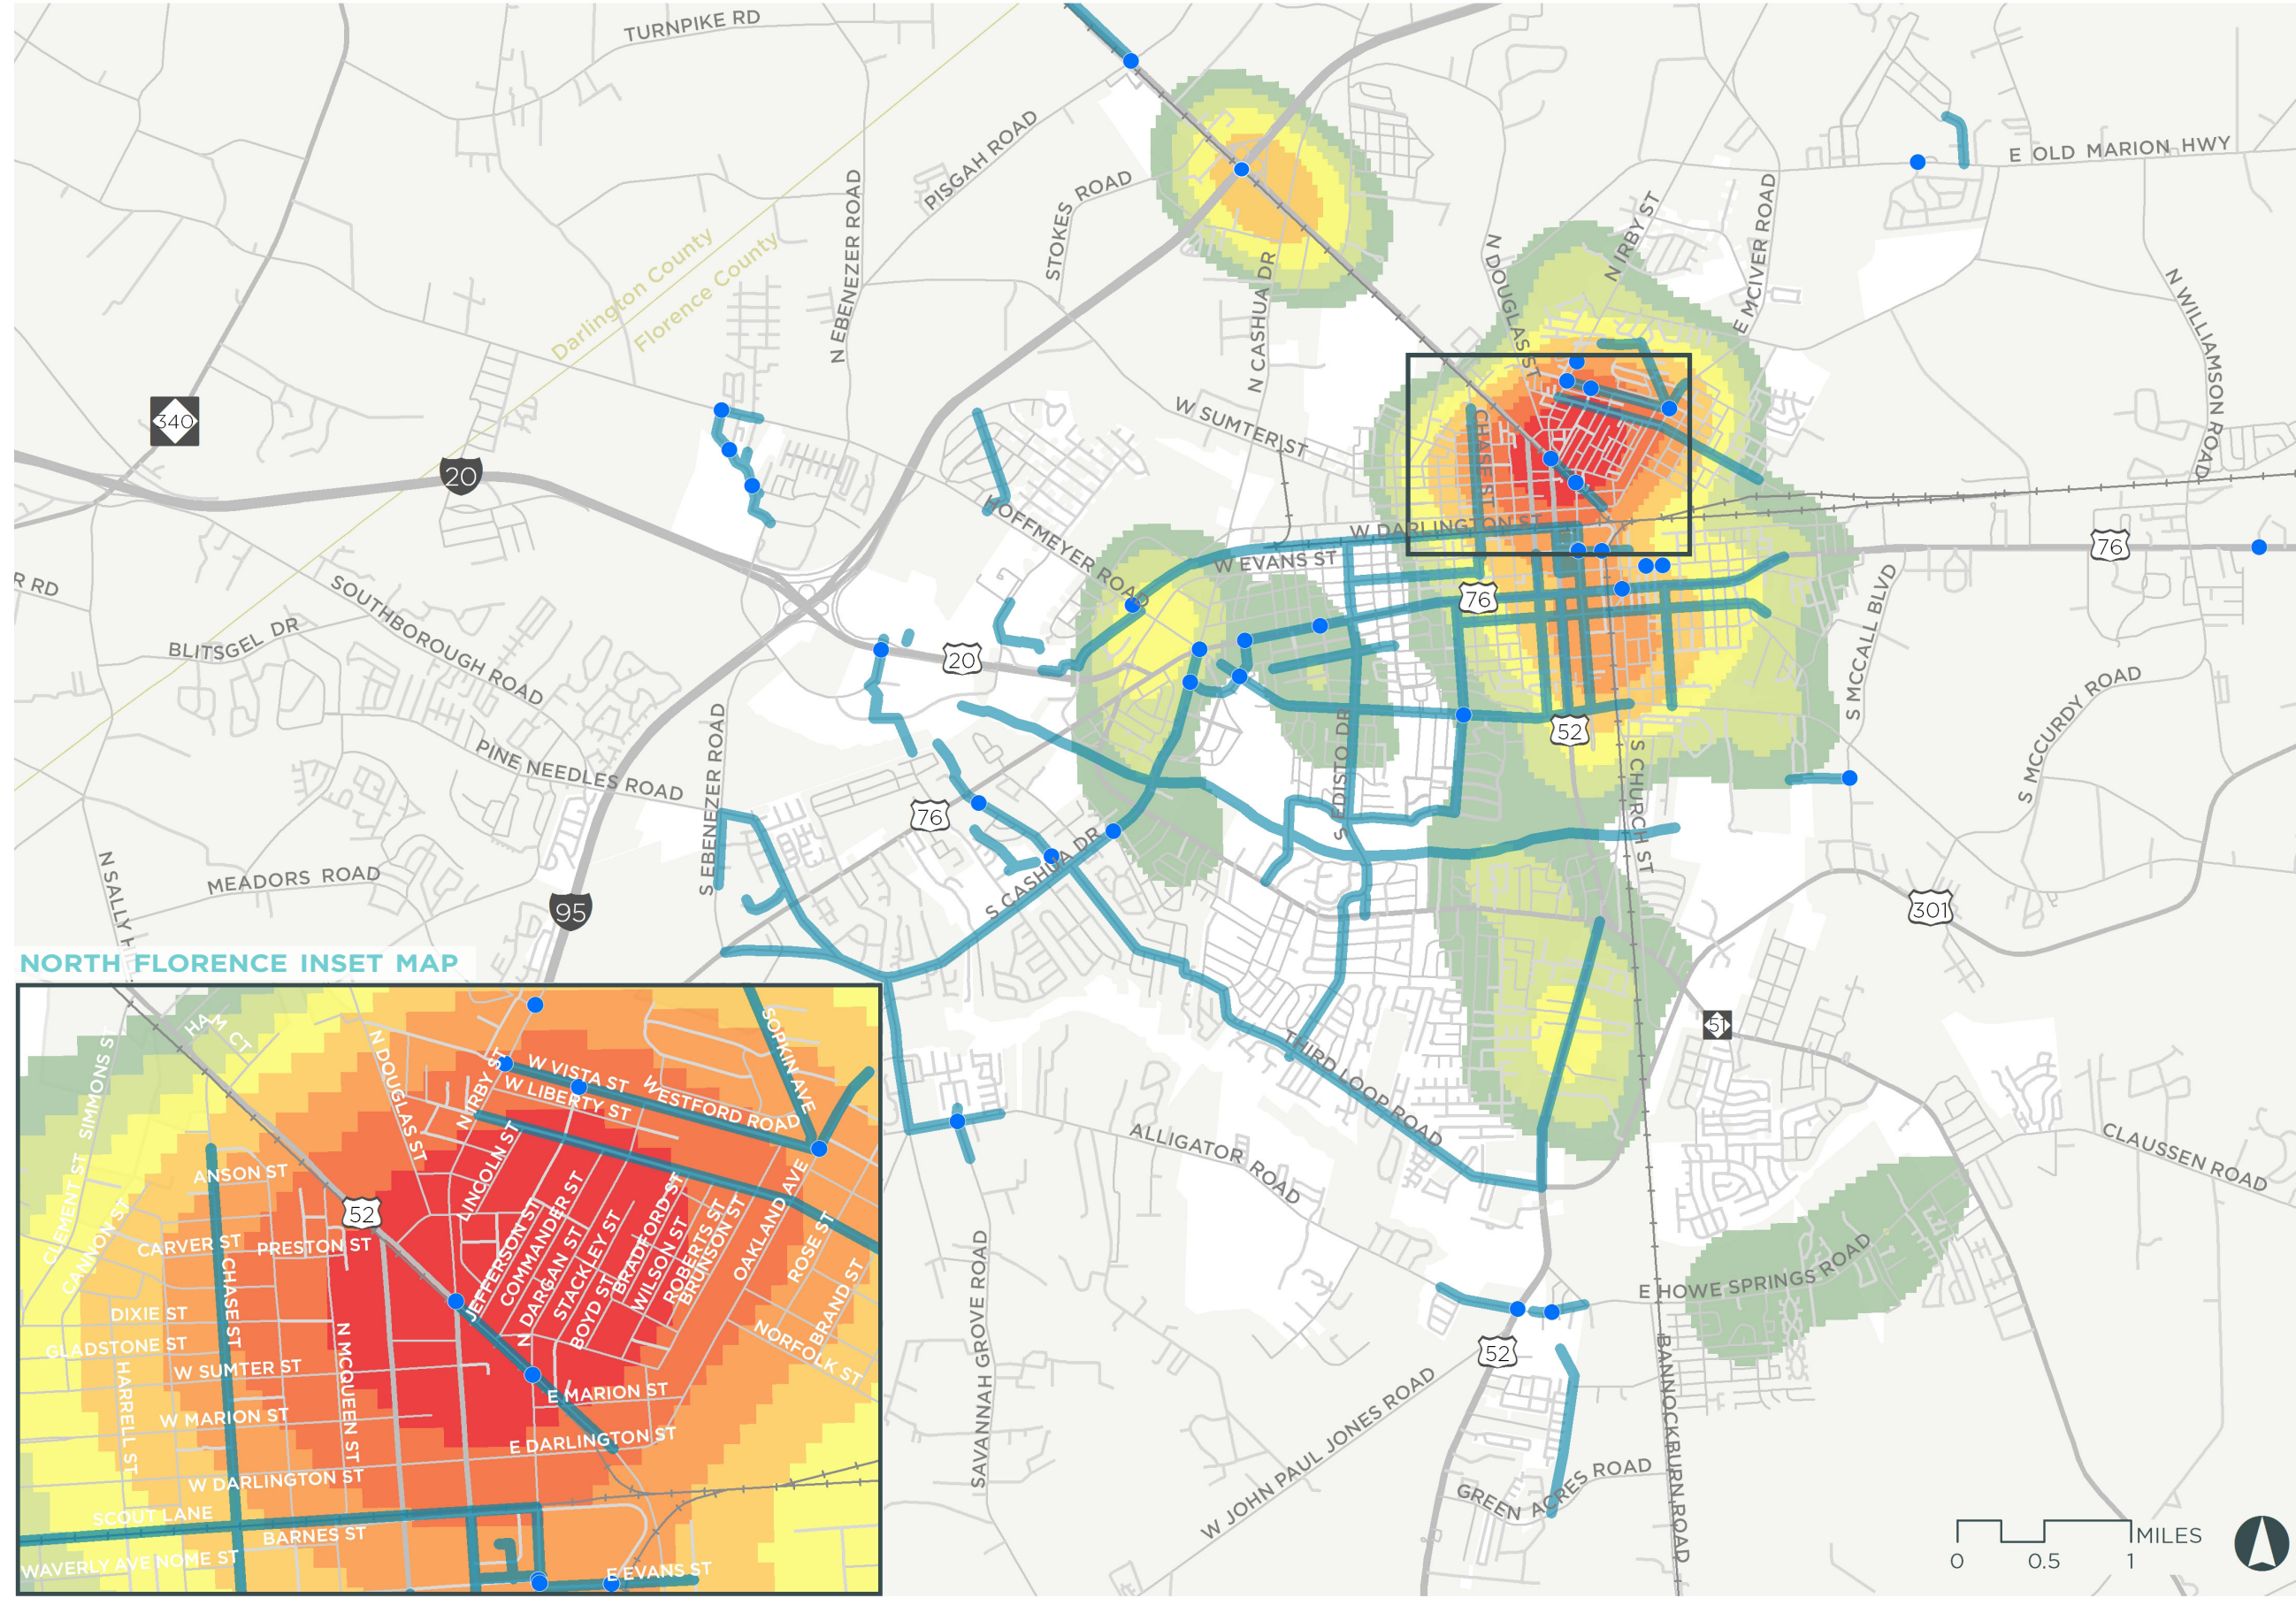 TURNPIKE RD
PISGAH ROAD
STOKES ROAD
N EBENEZER ROAD
Darlington County
Florence County
N CASHUA DR
N DOUGLAS ST
N IRBY ST
E MCIVER ROAD
E OLD MARION HWY
N WILLIAMSON ROAD
340
20
W SUMTER ST
CHASE ST
HOFFMEYER ROAD
W DARLINGTON ST
W EVANS ST
76
76
R RD
BLITSGEL DR
SOUTHBOROUGH ROAD
20
PINE NEEDLES ROAD
S EBENEZER ROAD
76
52
S EDISTO DR
S CHURCH ST
S MCCALL BLVD
S MCCURDY ROAD
N SALLY H
MEADORS ROAD
95
S CASHUA DR
301
51
THIRD LOOP ROAD
ALLIGATOR ROAD
CLAUSSEN ROAD
SAVANNAH GROVE ROAD
E HOWE SPRINGS ROAD
52
W JOHN PAUL JONES ROAD
GREEN ACRES ROAD
BANNOCKBURN ROAD
NORTH FLORENCE INSET MAP
HAM CT
SIMMONS ST
CLEMENT ST
CANNON ST
N DOUGLAS ST
N IRBY ST
W VISTA ST
W LIBERTY ST
WESTFORD ROAD
SOPKIN AVE
ANSON ST
52
LINCOLN ST
CARVER ST
PRESTON ST
CHASE ST
JEFFERSON ST
COMMANDER ST
N DARGAN ST
STACKLEY ST
BOYD ST
BRADFORD ST
WILSON ST
ROBERTS ST
BRUNSON ST
OAKLAND AVE
ROSE ST
BRAND ST
NORFOLK ST
DIXIE ST
GLADSTONE ST
HARRELL ST
W SUMTER ST
N MCQUEEN ST
W MARION ST
E MARION ST
E DARLINGTON ST
W DARLINGTON ST
SCOUT LANE
BARNES ST
WAVERLY AVE
NOME ST
E EVANS ST
MILES
0 0.5 1